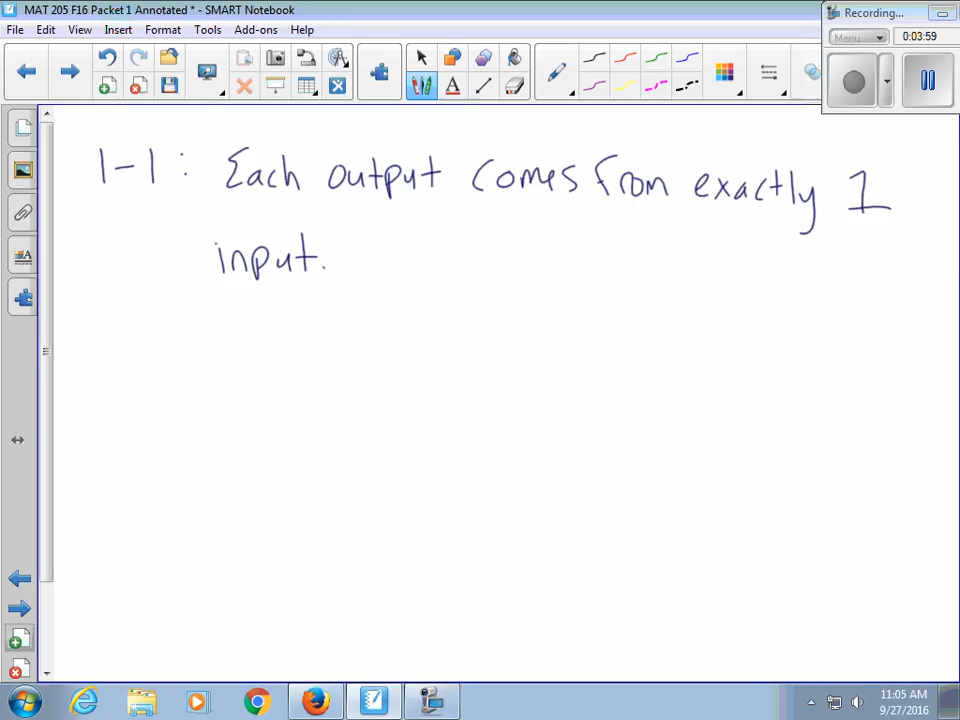 MAT 205 F16 Packet 1 Annotated * - SMART Notebook
Recording...
File Edit View Insert Format Tools Add-ons Help
Menu 0:03:59
1-1: Each output comes from exactly 1
input.
11:05 AM
9/27/2016